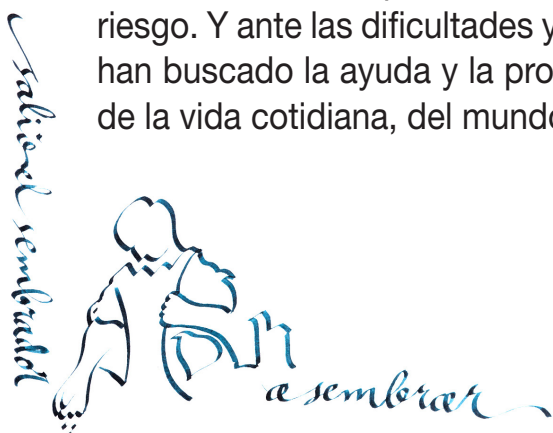 riesgo. Y ante las dificultades y
han buscado la ayuda y la pro
de la vida cotidiana, del mundo
salió el sembrador
a sembrar